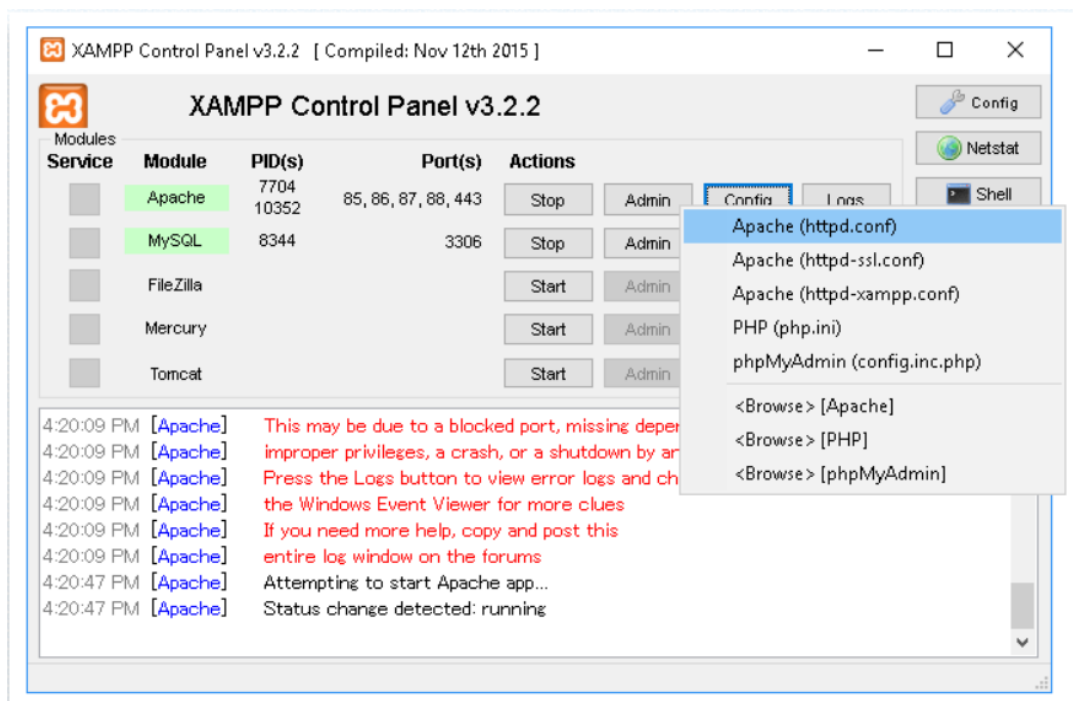 XAMPP Control Panel v3.2.2 [ Compiled: Nov 12th 2015 ]
XAMPP Control Panel v3.2.2
Config
Netstat
Shell
Modules
Service Module PID(s) Port(s) Actions
Apache 7704 10352 85, 86, 87, 88, 443 Stop Admin Config Logs
MySQL 8344 3306 Stop Admin
FileZilla Start Admin
Mercury Start Admin
Tomcat Start Admin
Apache (httpd.conf)
Apache (httpd-ssl.conf)
Apache (httpd-xampp.conf)
PHP (php.ini)
phpMyAdmin (config.inc.php)
<Browse> [Apache]
<Browse> [PHP]
<Browse> [phpMyAdmin]
4:20:09 PM [Apache] This may be due to a blocked port, missing
4:20:09 PM [Apache] improper privileges, a crash, or a shutdown by
4:20:09 PM [Apache] Press the Logs button to view error logs and
4:20:09 PM [Apache] the Windows Event Viewer for more clues
4:20:09 PM [Apache] If you need more help, copy and post this
4:20:09 PM [Apache] entire log window on the forums
4:20:47 PM [Apache] Attempting to start Apache app...
4:20:47 PM [Apache] Status change detected: running